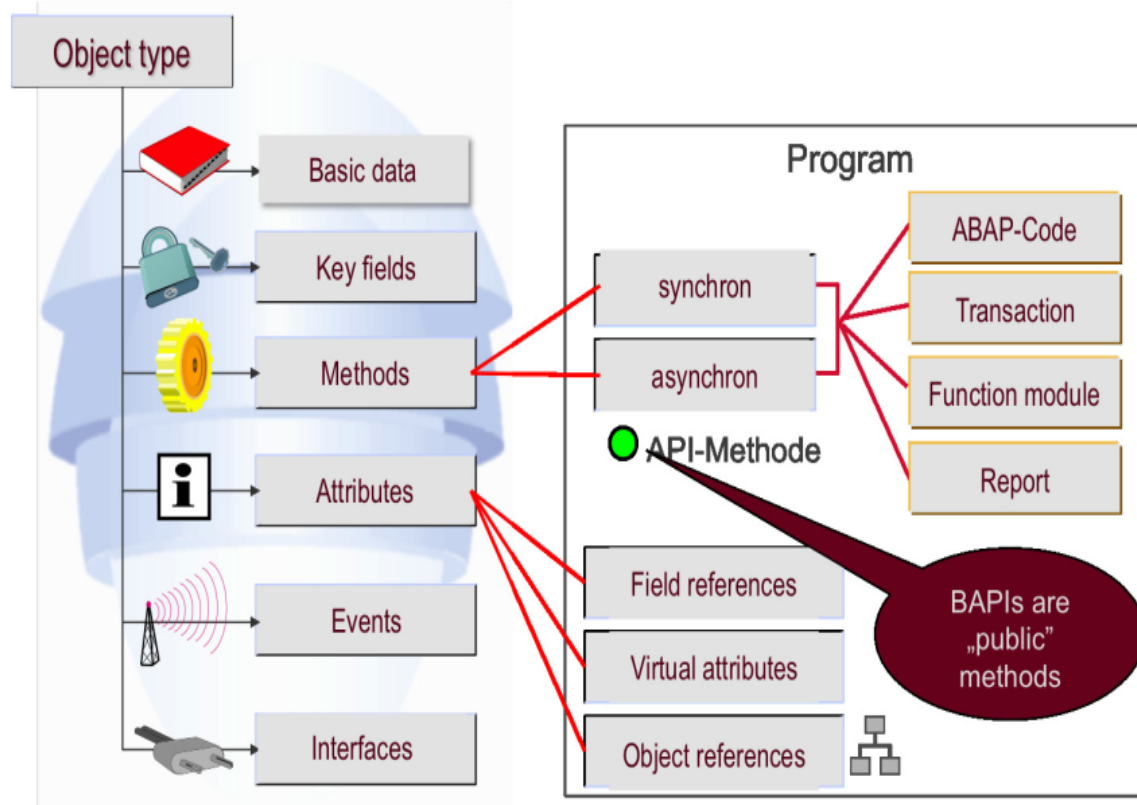 Object type
Basic data
Key fields
Methods
Attributes
Events
Interfaces
Program
synchron
asynchron
API-Methode
ABAP-Code
Transaction
Function module
Report
Field references
Virtual attributes
Object references
BAPIs are
„public”
methods